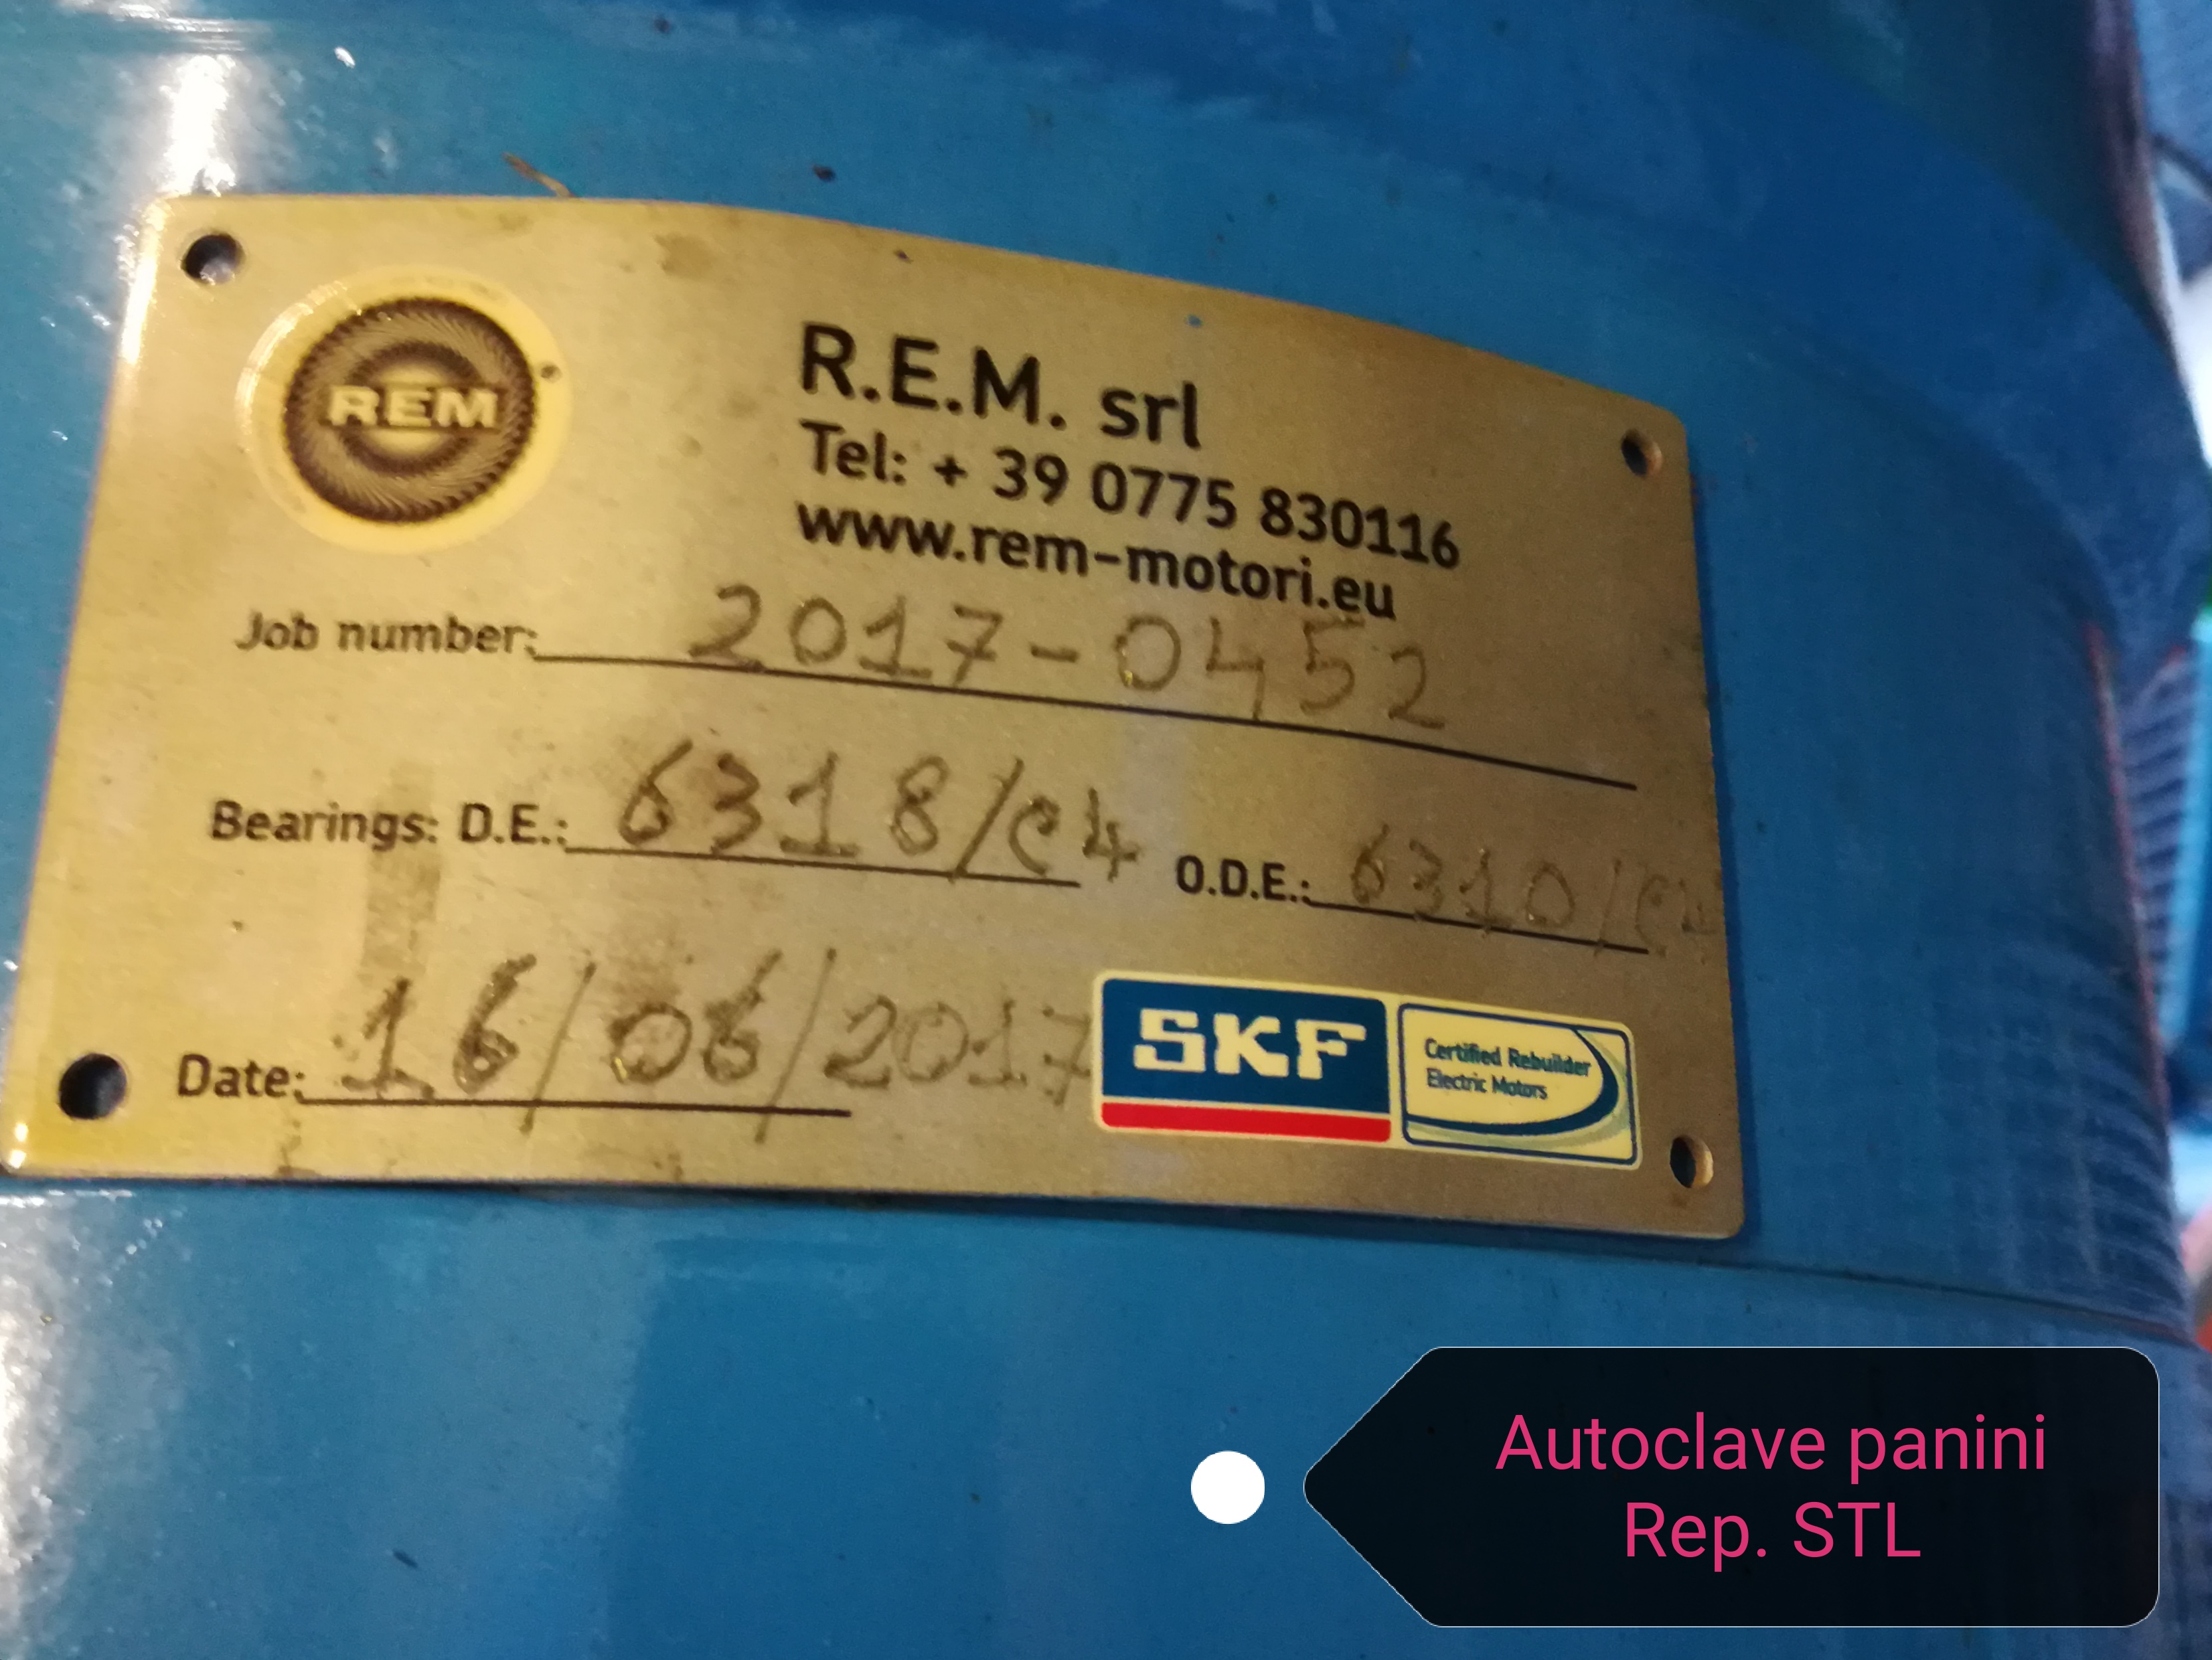 REM
R.E.M. srl
Tel: + 39 0775 830116
www.rem-motori.eu
Job number: 2017-0452
Bearings: D.E.: 6318/C4 O.D.E.: 6310/C4
Date: 16/06/2017
SKF
Certified Rebuilder
Electric Motors
Autoclave panini
Rep. STL